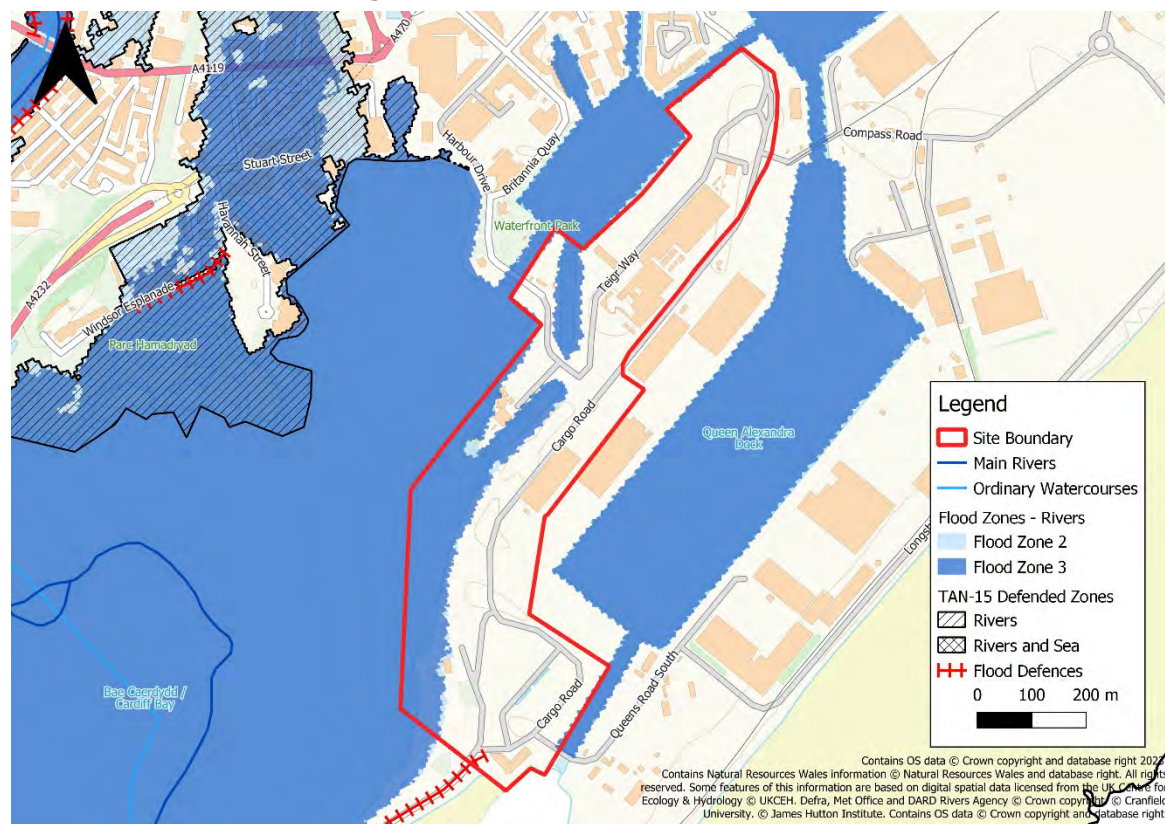 A4119
A470
Stuart Street
Harbour Drive
Britannia Quay
Compass Road
Havannah Street
Waterfront Park
Teigr Way
A4232
Windsor Esplanade
Parc Hamadryad
Cargo Road
Queen Alexandra
Dock
Bae Caerdydd /
Cardiff Bay
Cargo Road
Queens Road South
Legend
Site Boundary
Main Rivers
Ordinary Watercourses
Flood Zones - Rivers
Flood Zone 2
Flood Zone 3
TAN-15 Defended Zones
Rivers
Rivers and Sea
Flood Defences
0 100 200 m
Contains OS data © Crown copyright and database right
Contains Natural Resources Wales information © Natural Resources Wales and database right. All rights
reserved. Some features of this information are based on digital spatial data licensed from the UK Centre for
Ecology & Hydrology © UKCEH. Defra, Met Office and DARD Rivers Agency © Crown copyright. © Cranfield
University. © James Hutton Institute. Contains OS data © Crown copyright and database right